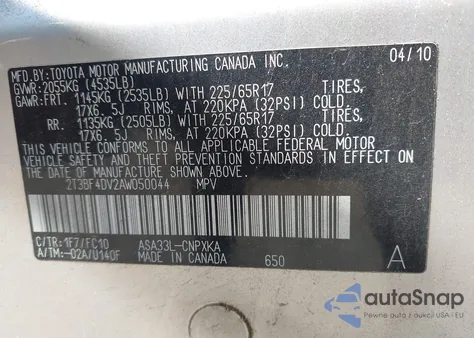 MFD.BY:TOYOTA MOTOR MANUFACTURING CANADA INC. 04/10
GVWR: 2055KG (4535LB)
GAWR: FRT. 1145KG (2535LB) WITH 225/65R17 TIRES,
17X6.5J RIMS, AT 220KPA (32PSI) COLD.
RR. 1135KG (2505LB) WITH 225/65R17 TIRES,
17X6.5J RIMS, AT 220KPA (32PSI) COLD.
THIS VEHICLE CONFORMS TO ALL APPLICABLE FEDERAL MOTOR
VEHICLE SAFETY AND THEFT PREVENTION STANDARDS IN EFFECT ON
THE DATE OF MANUFACTURE SHOWN ABOVE.
2T3BF4DV2AW050044 MPV
C/TR:1F7/FC10 ASA33L-CNPXKA
A/TM:-02A/U140F MADE IN CANADA 650 A
autoSnap
Pewne auto z USA i EU